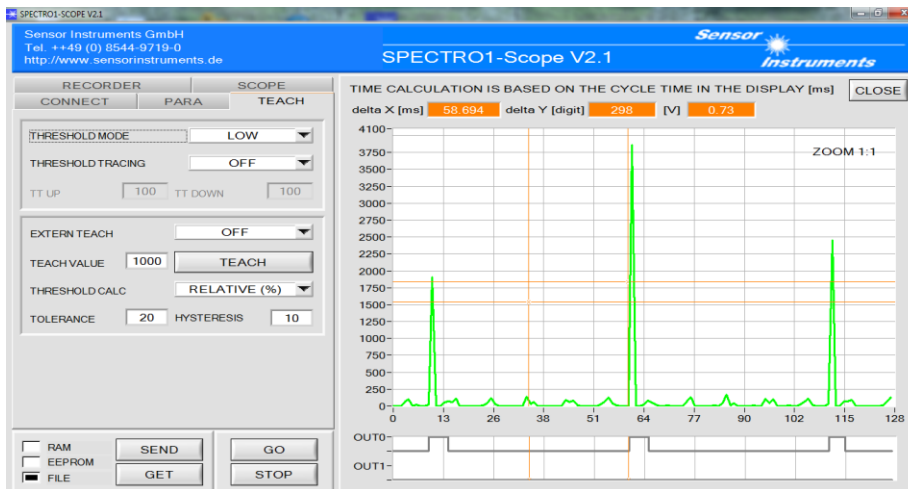 SPECTRO1-SCOPE V2.1
Sensor Instruments GmbH
Tel. ++49 (0) 8544-9719-0
http://www.sensorinstruments.de
SPECTRO1-Scope V2.1
Sensor
Instruments
RECORDER SCOPE
CONNECT PARA TEACH
THRESHOLD MODE LOW
THRESHOLD TRACING OFF
TT UP 100 TT DOWN 100
EXTERN TEACH OFF
TEACH VALUE 1000 TEACH
THRESHOLD CALC RELATIVE (%)
TOLERANCE 20 HYSTERESIS 10
RAM
EEPROM
FILE
SEND GO
GET STOP
TIME CALCULATION IS BASED ON THE CYCLE TIME IN THE DISPLAY [ms] CLOSE
delta X [ms] 58.694 delta Y [digit] 298 [V] 0.73
ZOOM 1:1
4100-
3750-
3500-
3250-
3000-
2750-
2500-
2250-
2000-
1750-
1500-
1250-
1000-
750-
500-
250-
0-
0 13 26 38 51 64 77 90 102 115 128
OUT0-
OUT1-